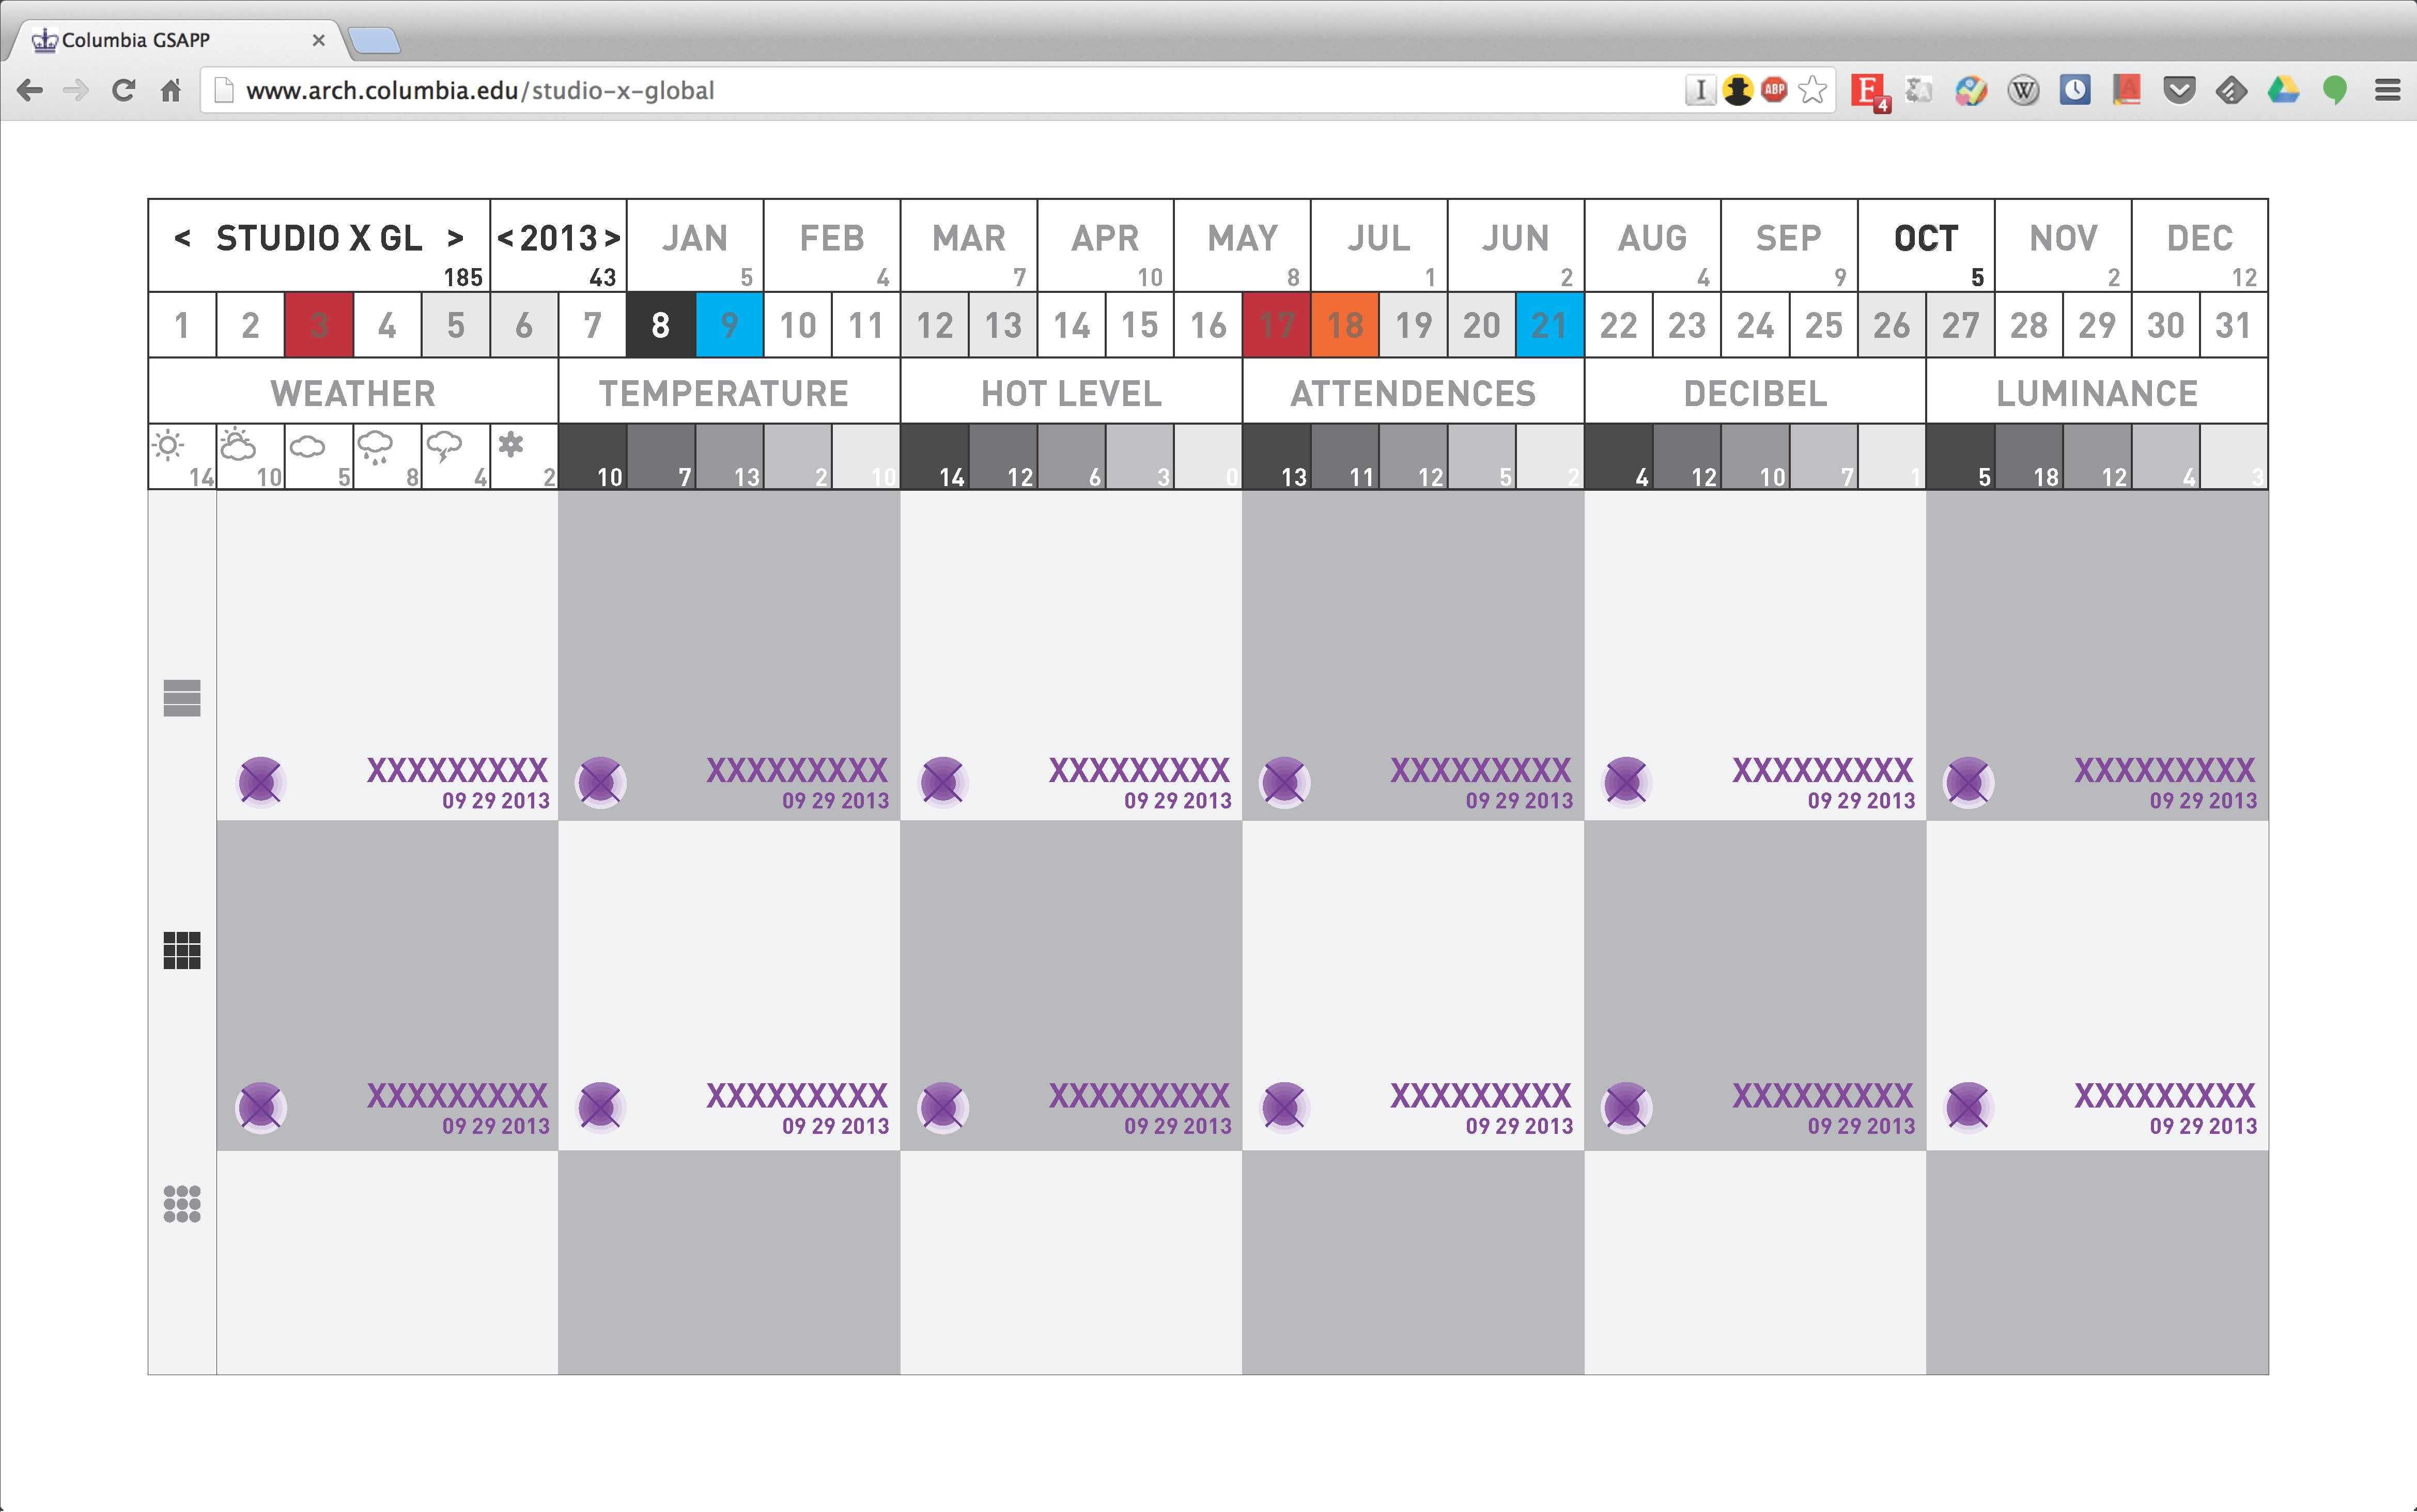 Columbia GSAPP
www.arch.columbia.edu/studio-x-global
I ABP E 4 A W A
< STUDIO X GL > <2013> JAN FEB MAR APR MAY JUL JUN AUG SEP OCT NOV DEC
185 43 5 4 7 10 8 1 2 4 9 5 2 12
1 2 3 4 5 6 7 8 9 10 11 12 13 14 15 16 17 18 19 20 21 22 23 24 25 26 27 28 29 30 31
WEATHER TEMPERATURE HOT LEVEL ATTENDENCES DECIBEL LUMINANCE
14 10 5 8 4 2 10 7 13 2 10 14 12 6 3 0 13 11 12 5 2 4 12 10 7 1 5 18 12 4 3
XXXXXXXXX XXXXXXXXX XXXXXXXXX XXXXXXXXX XXXXXXXXX XXXXXXXXX
09 29 2013 09 29 2013 09 29 2013 09 29 2013 09 29 2013 09 29 2013
XXXXXXXXX XXXXXXXXX XXXXXXXXX XXXXXXXXX XXXXXXXXX XXXXXXXXX
09 29 2013 09 29 2013 09 29 2013 09 29 2013 09 29 2013 09 29 2013